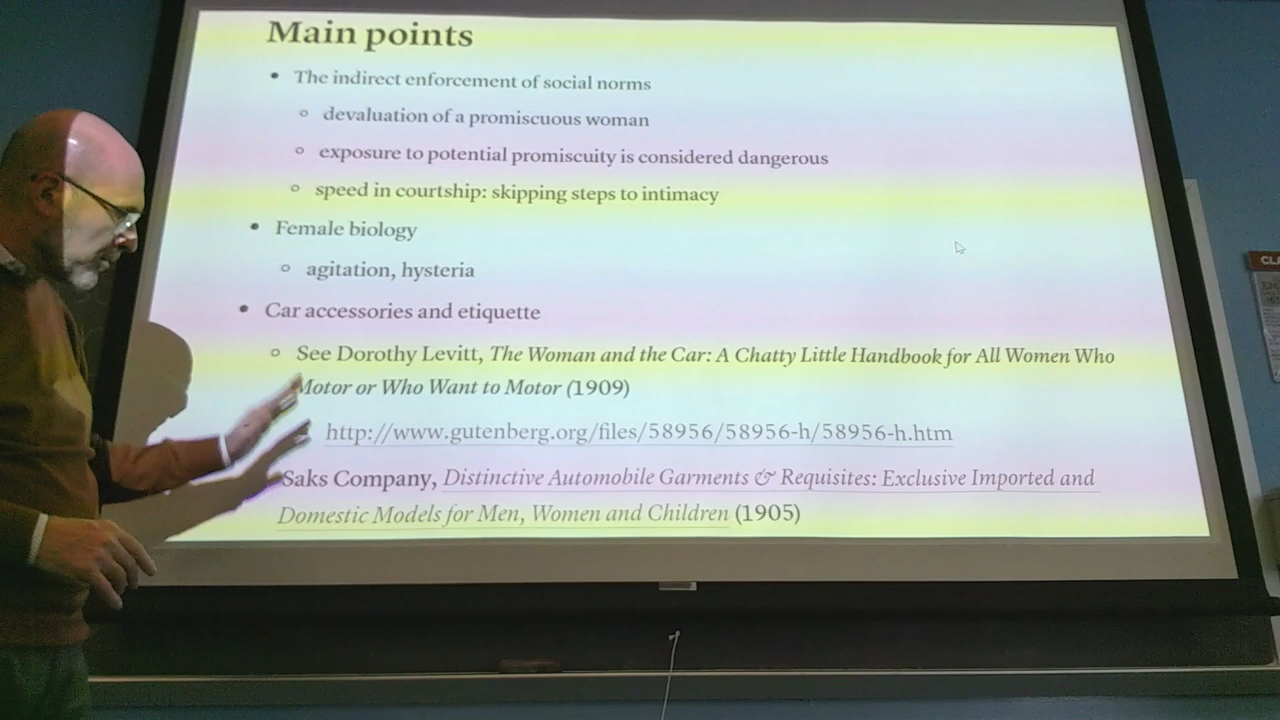 Main points
• The indirect enforcement of social norms
◦ devaluation of a promiscuous woman
◦ exposure to potential promiscuity is considered dangerous
◦ speed in courtship: skipping steps to intimacy
• Female biology
◦ agitation, hysteria
• Car accessories and etiquette
◦ See Dorothy Levitt, The Woman and the Car: A Chatty Little Handbook for All Women Who
Motor or Who Want to Motor (1909)
http://www.gutenberg.org/files/58956/58956-h/58956-h.htm
Saks Company, Distinctive Automobile Garments & Requisites: Exclusive Imported and
Domestic Models for Men, Women and Children (1905)